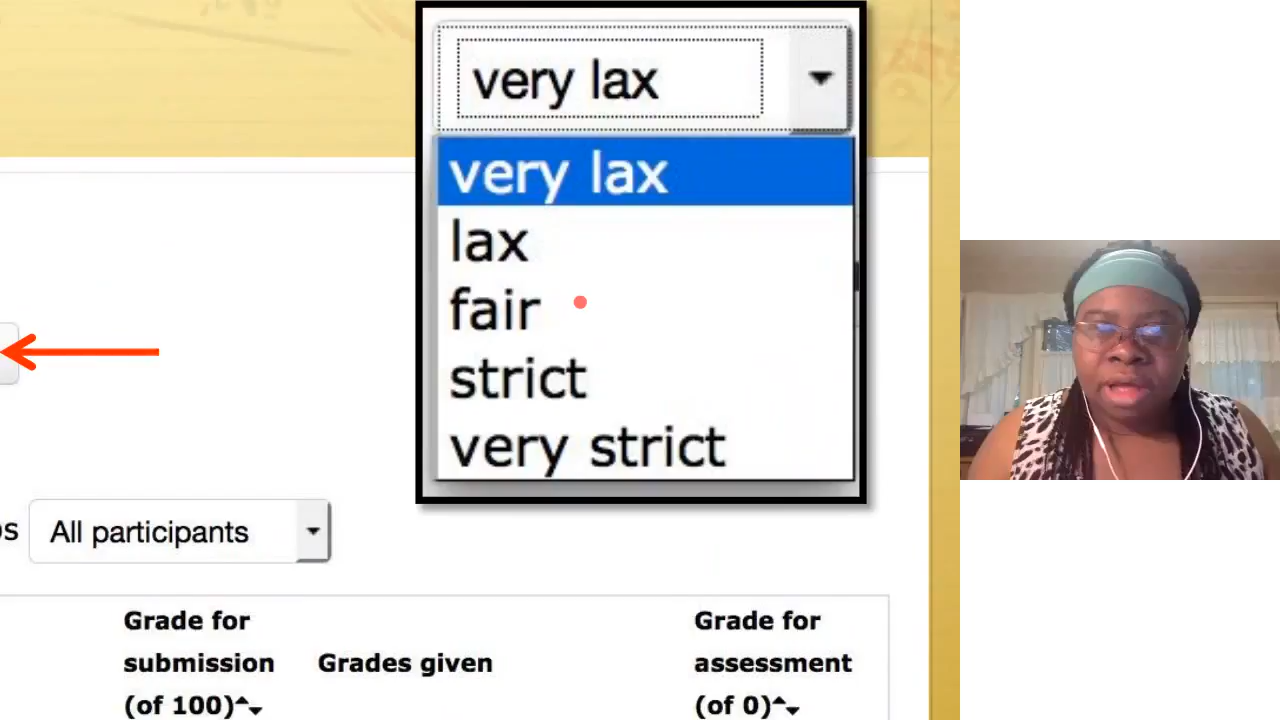 very lax
very lax
lax
fair
strict
very strict
All participants
Grade for
submission
(of 100)
Grades given
Grade for
assessment
(of 0)